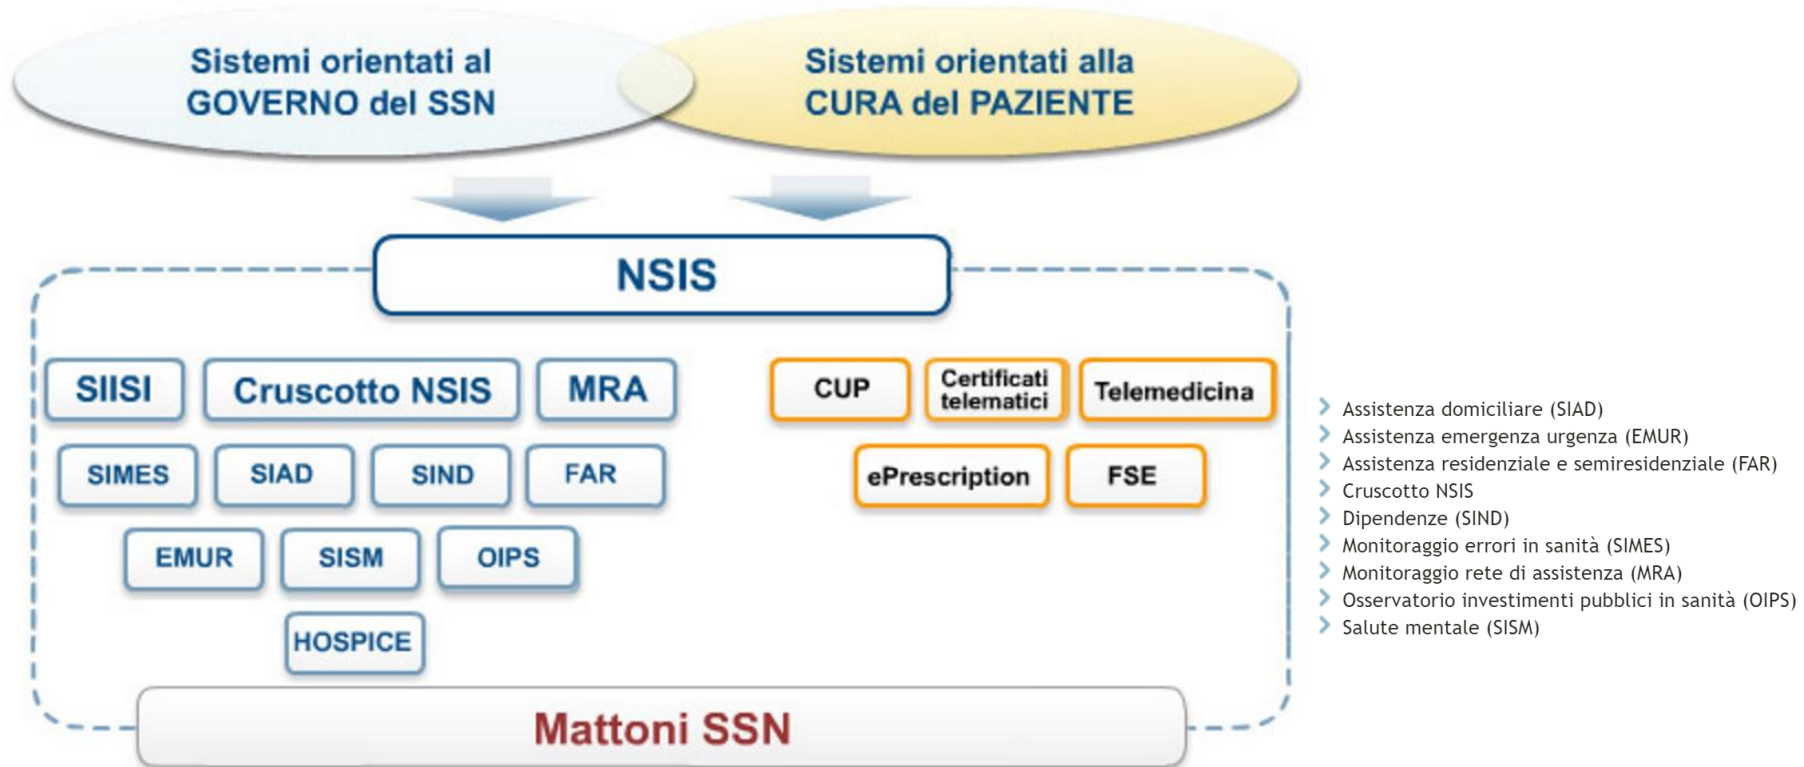 Sistemi orientati al
GOVERNO del SSN
Sistemi orientati alla
CURA del PAZIENTE
NSIS
SIISI
Cruscotto NSIS
MRA
CUP
Certificati
telematici
Telemedicina
SIMES
SIAD
SIND
FAR
ePrescription
FSE
EMUR
SISM
OIPS
HOSPICE
Mattoni SSN
Assistenza domiciliare (SIAD)
Assistenza emergenza urgenza (EMUR)
Assistenza residenziale e semiresidenziale (FAR)
Cruscotto NSIS
Dipendenze (SIND)
Monitoraggio errori in sanità (SIMES)
Monitoraggio rete di assistenza (MRA)
Osservatorio investimenti pubblici in sanità (OIPS)
Salute mentale (SISM)